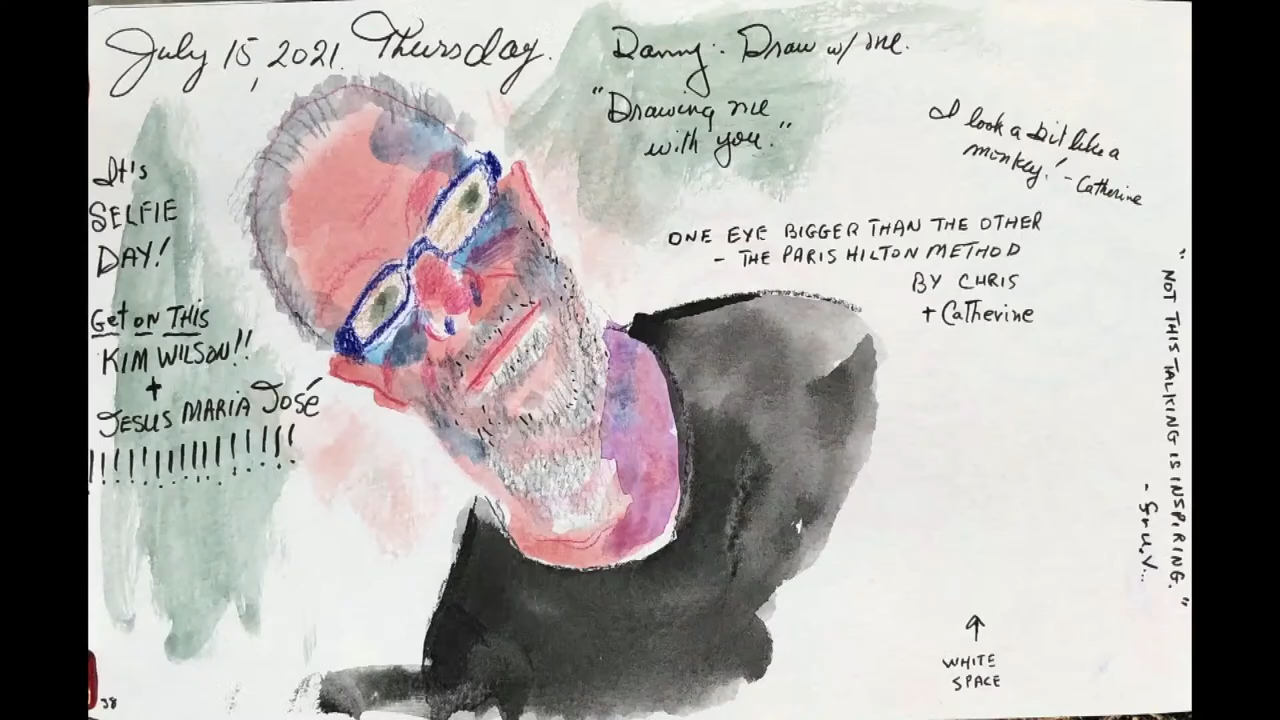 July 15, 2021. Thursday.
Danny: Draw w/ me.
"Drawing me
with you."
I look a bit like a
monkey! - Catherine
It's
SELFIE
DAY!
ONE EYE BIGGER THAN THE OTHER
- THE PARIS HILTON METHOD
BY CHRIS
+ Catherine
Get ON THIS
KIM WILSON!!
+
JESUS MARIA JOSÉ
!!!!!!!!!!!!!!!
"NOT THIS TALKING IS INSPIRING."
↑
WHITE
SPACE
38